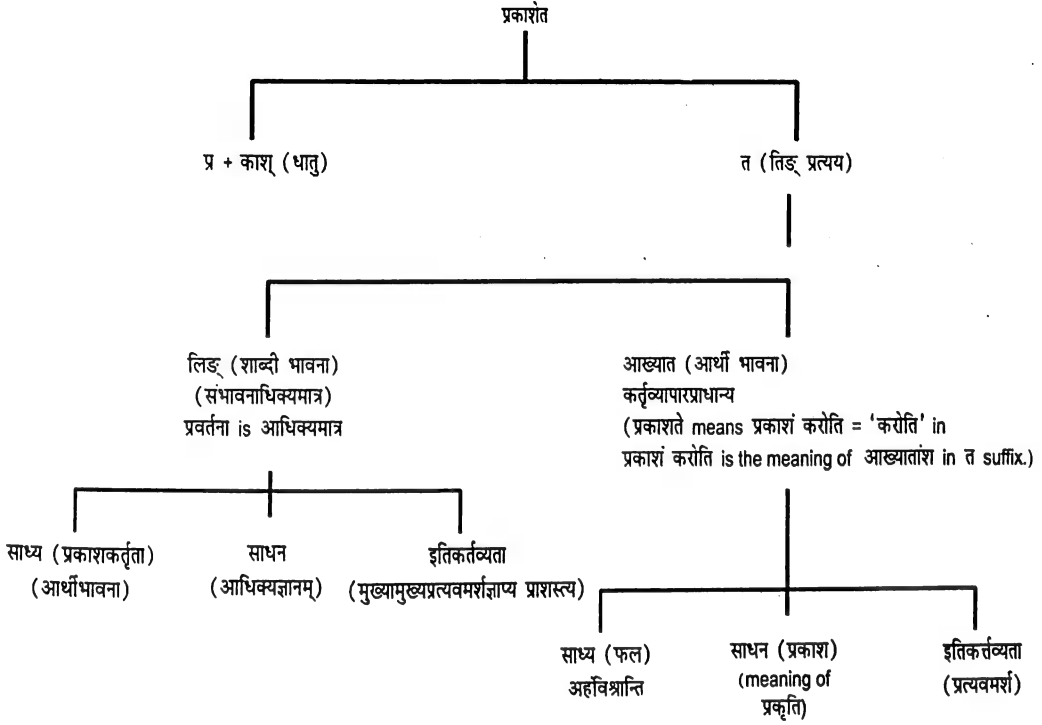 प्रकाशेत
प्र + काश् (धातु)
त (तिङ् प्रत्यय)
लिङ् (शाब्दी भावना)
(संभावनाधिक्यमात्र)
प्रवर्तना is आधिक्यमात्र
आख्यात (आर्थी भावना)
कर्तृव्यापारप्राधान्य
(प्रकाशते means प्रकाशं करोति = 'करोति' in
प्रकाशं करोति is the meaning of आख्यातांश in त suffix.)
साध्य (प्रकाशकर्तृता)
(आर्थीभावना)
साधन
(आधिक्यज्ञानम्)
इतिकर्तव्यता
(मुख्यामुख्यप्रत्यवमर्शज्ञाप्य प्राशस्त्य)
साध्य (फल)
अहंविश्रान्ति
साधन (प्रकाश)
(meaning of
प्रकृति)
इतिकर्त्तव्यता
(प्रत्यवमर्श)